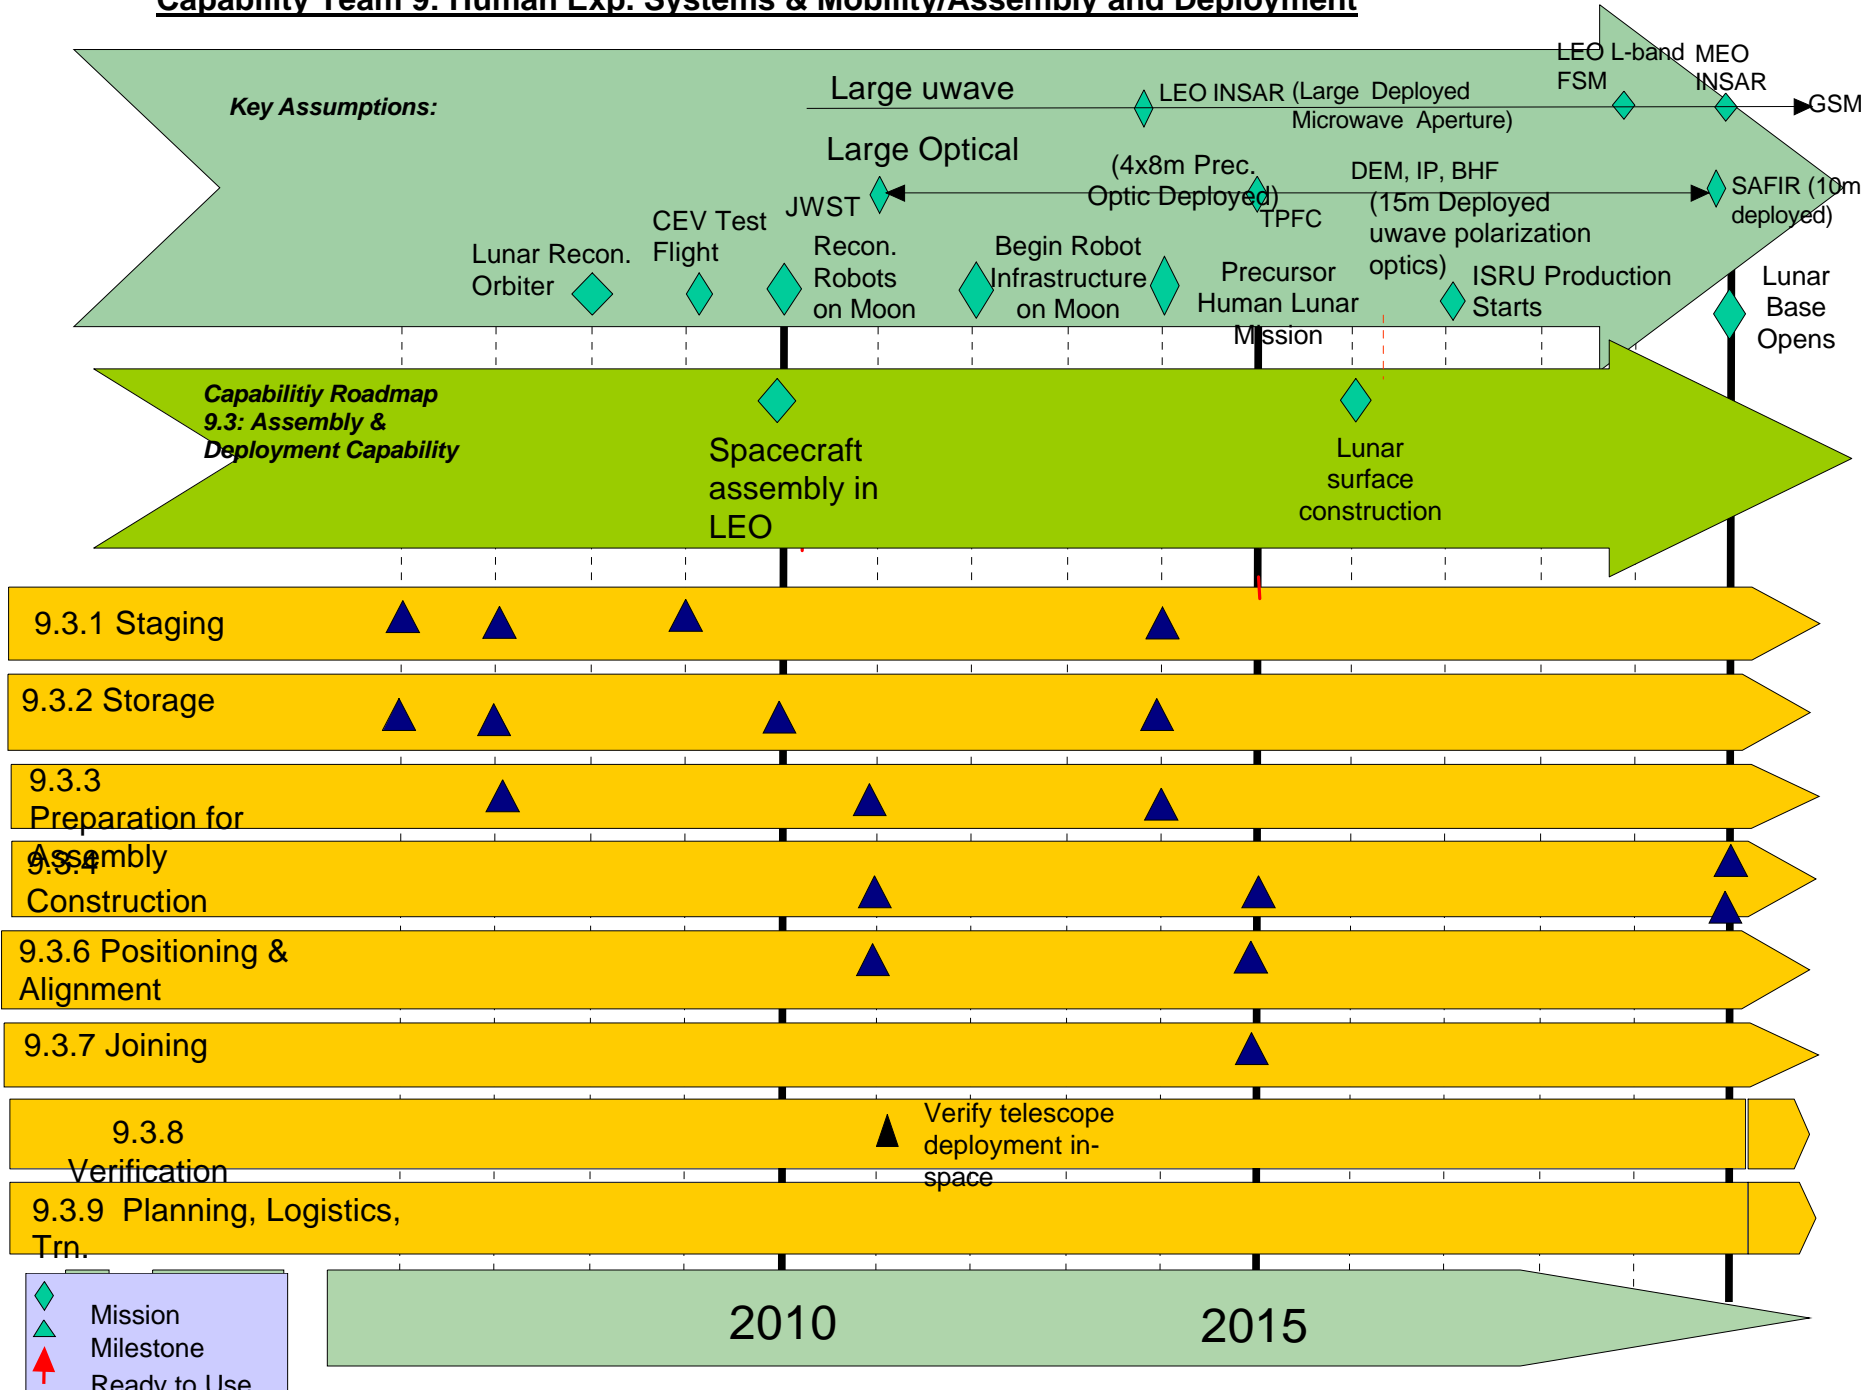 Capability Team 9: Human Exp. Systems & Mobility/Assembly and Deployment
Key Assumptions:
Large uwave
LEO INSAR (Large Deployed
Microwave Aperture)
LEO L-band
FSM
MEO
INSAR
GSM
Large Optical
JWST
(4x8m Prec.
Optic Deployed)
TPFC
DEM, IP, BHF
(15m Deployed
uwave polarization
optics)
SAFIR (10m
deployed)
Lunar Recon.
Orbiter
CEV Test
Flight
Recon.
Robots
on Moon
Begin Robot
Infrastructure
on Moon
Precursor
Human Lunar
Mission
ISRU Production
Starts
Lunar
Base
Opens
Capabilitiy Roadmap
9.3: Assembly &
Deployment Capability
Spacecraft
assembly in
LEO
Lunar
surface
construction
9.3.1 Staging
9.3.2 Storage
9.3.3
Preparation for
Assembly
9.3.4
Construction
9.3.6 Positioning &
Alignment
9.3.7 Joining
9.3.8
Verification
Verify telescope
deployment in-
space
9.3.9 Planning, Logistics,
Trn.
2010
2015
Mission
Milestone
Ready to Use